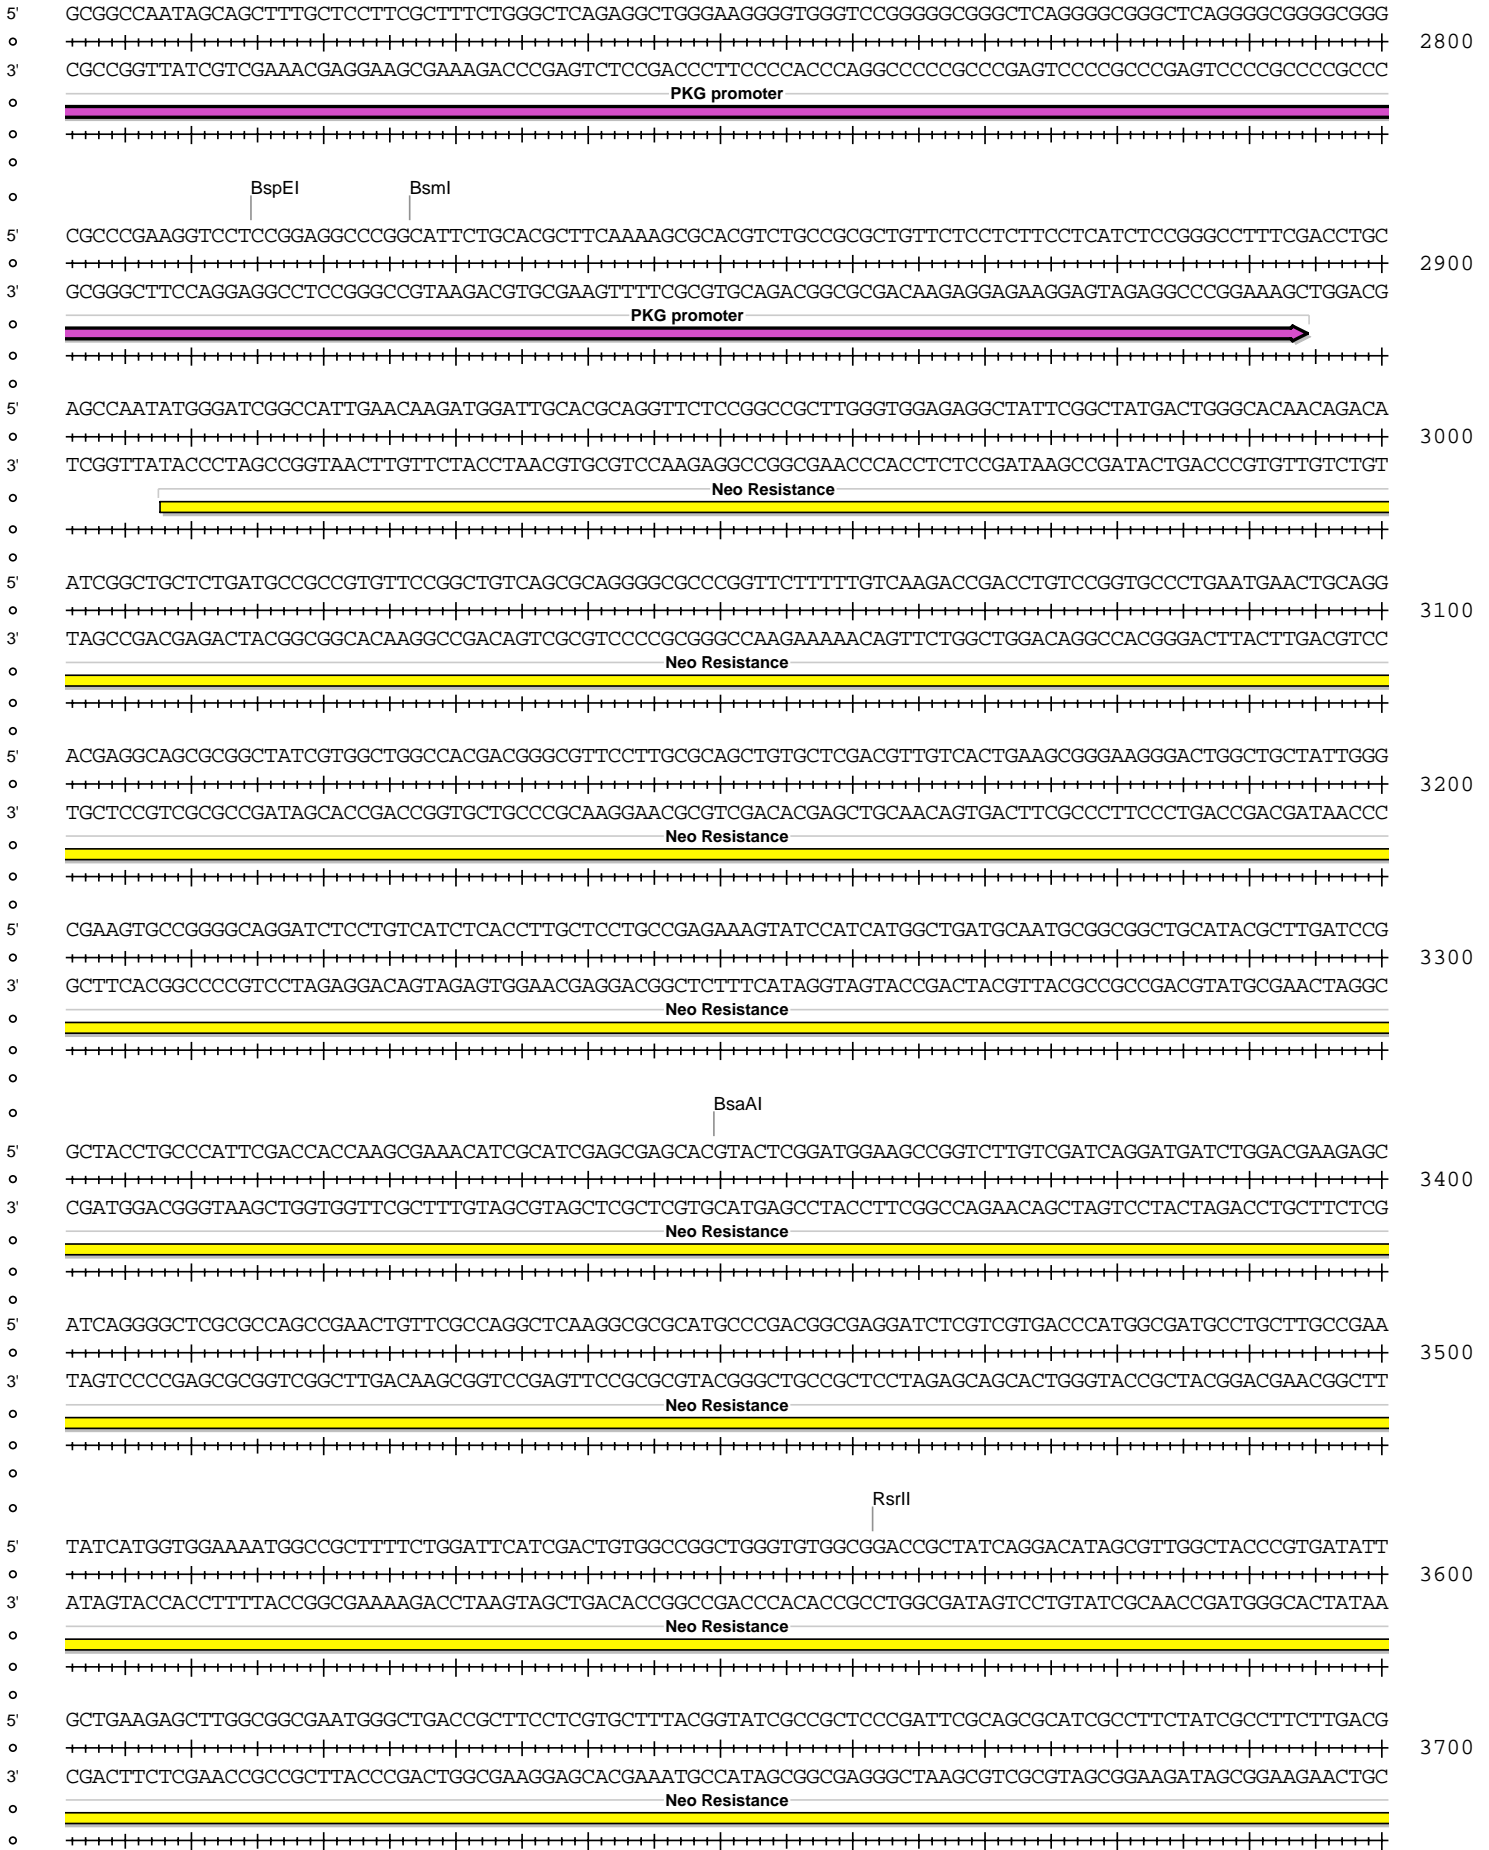 5' GCGGCCAATAGCAGCTTTGCTCCTTCGCTTTCTGGGCTCAGAGGCTGGGAAGGGGTGGGTCCGGGGGCGGGCTCAGGGGCGGGCTCAGGGGCGGGGCGGG
2800
3' CGCCGGTTATCGTCGAAACGAGGAAGCGAAAGACCCGAGTCTCCGACCCTTCCCCACCCAGGCCCCCGCCCGAGTCCCCGCCCGAGTCCCCGCCCCGCCC
PKG promoter
BspEI BsmI
5' CGCCCGAAGGTCCTCCGGAGGCCCGGCATTCTGCACGCTTCAAAAGCGCACGTCTGCCGCGCTGTTCTCCTCTTCCTCATCTCCGGGCCTTTCGACCTGC
2900
3' GCGGGCTTCCAGGAGGCCTCCGGGCCGTAAGACGTGCGAAGTTTTCGCGTGCAGACGGCGCGACAAGAGGAGAAGGAGTAGAGGCCCGGAAAGCTGGACG
PKG promoter
5' AGCCAATATGGGATCGGCCATTGAACAAGATGGATTGCACGCAGGTTCTCCGGCCGCTTGGGTGGAGAGGCTATTCGGCTATGACTGGGCACAACAGACA
3000
3' TCGGTTATACCCTAGCCGGTAACTTGTTCTACCTAACGTGCGTCCAAGAGGCCGGCGAACCCACCTCTCCGATAAGCCGATACTGACCCGTGTTGTCTGT
Neo Resistance
5' ATCGGCTGCTCTGATGCCGCCGTGTTCCGGCTGTCAGCGCAGGGGCGCCCGGTTCTTTTTGTCAAGACCGACCTGTCCGGTGCCCTGAATGAACTGCAGG
3100
3' TAGCCGACGAGACTACGGCGGCACAAGGCCGACAGTCGCGTCCCCGCGGGCCAAGAAAAACAGTTCTGGCTGGACAGGCCACGGGACTTACTTGACGTCC
Neo Resistance
5' ACGAGGCAGCGCGGCTATCGTGGCTGGCCACGACGGGCGTTCCTTGCGCAGCTGTGCTCGACGTTGTCACTGAAGCGGGAAGGGACTGGCTGCTATTGGG
3200
3' TGCTCCGTCGCGCCGATAGCACCGACCGGTGCTGCCCGCAAGGAACGCGTCGACACGAGCTGCAACAGTGACTTCGCCCTTCCCTGACCGACGATAACCC
Neo Resistance
5' CGAAGTGCCGGGGCAGGATCTCCTGTCATCTCACCTTGCTCCTGCCGAGAAAGTATCCATCATGGCTGATGCAATGCGGCGGCTGCATACGCTTGATCCG
3300
3' GCTTCACGGCCCCGTCCTAGAGGACAGTAGAGTGGAACGAGGACGGCTCTTTCATAGGTAGTACCGACTACGTTACGCCGCCGACGTATGCGAACTAGGC
Neo Resistance
BsaAI
5' GCTACCTGCCCATTCGACCACCAAGCGAAACATCGCATCGAGCGAGCACGTACTCGGATGGAAGCCGGTCTTGTCGATCAGGATGATCTGGACGAAGAGC
3400
3' CGATGGACGGGTAAGCTGGTGGTTCGCTTTGTAGCGTAGCTCGCTCGTGCATGAGCCTACCTTCGGCCAGAACAGCTAGTCCTACTAGACCTGCTTCTCG
Neo Resistance
5' ATCAGGGGCTCGCGCCAGCCGAACTGTTCGCCAGGCTCAAGGCGCGCATGCCCGACGGCGAGGATCTCGTCGTGACCCATGGCGATGCCTGCTTGCCGAA
3500
3' TAGTCCCCGAGCGCGGTCGGCTTGACAAGCGGTCCGAGTTCCGCGCGTACGGGCTGCCGCTCCTAGAGCAGCACTGGGTACCGCTACGGACGAACGGCTT
Neo Resistance
RsrII
5' TATCATGGTGGAAAATGGCCGCTTTTCTGGATTCATCGACTGTGGCCGGCTGGGTGTGGCGGACCGCTATCAGGACATAGCGTTGGCTACCCGTGATATT
3600
3' ATAGTACCACCTTTTACCGGCGAAAAGACCTAAGTAGCTGACACCGGCCGACCCACACCGCCTGGCGATAGTCCTGTATCGCAACCGATGGGCACTATAA
Neo Resistance
5' GCTGAAGAGCTTGGCGGCGAATGGGCTGACCGCTTCCTCGTGCTTTACGGTATCGCCGCTCCCGATTCGCAGCGCATCGCCTTCTATCGCCTTCTTGACG
3700
3' CGACTTCTCGAACCGCCGCTTACCCGACTGGCGAAGGAGCACGAAATGCCATAGCGGCGAGGGCTAAGCGTCGCGTAGCGGAAGATAGCGGAAGAACTGC
Neo Resistance